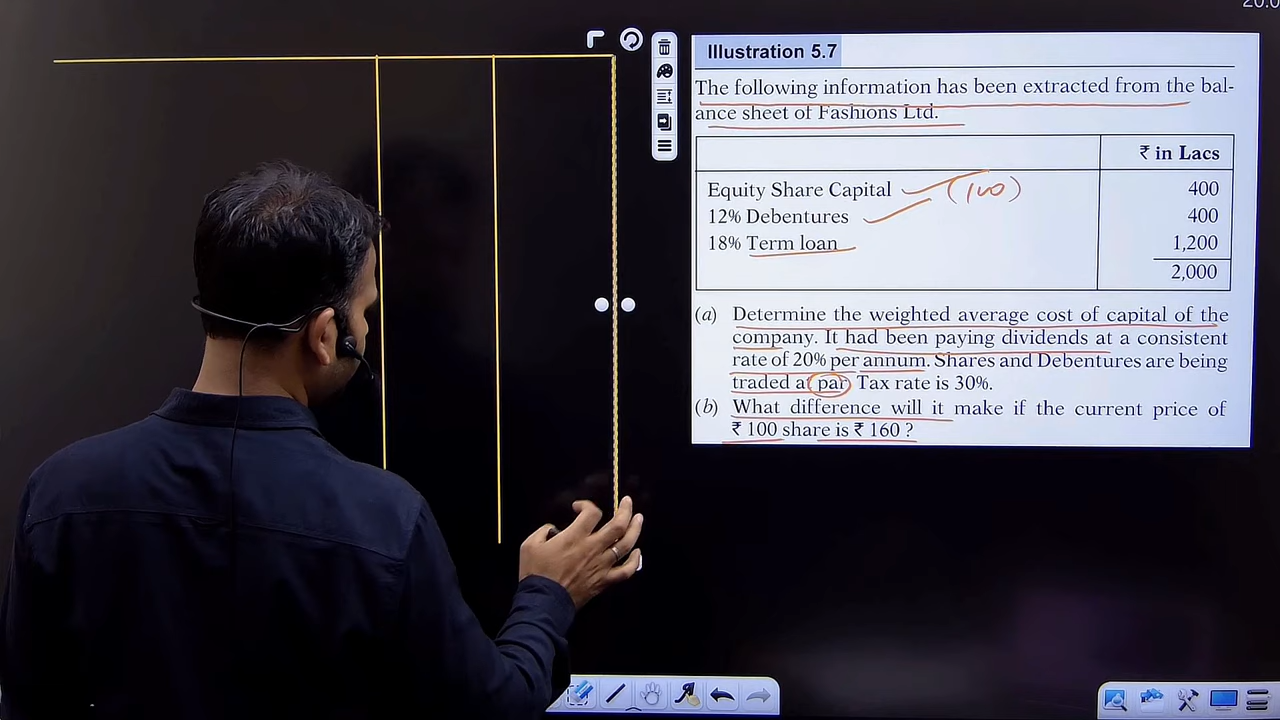 20.0
Illustration 5.7
The following information has been extracted from the bal-
ance sheet of Fashions Ltd.
₹ in Lacs
Equity Share Capital (100) 400
12% Debentures 400
18% Term loan 1,200
2,000
(a) Determine the weighted average cost of capital of the
company. It had been paying dividends at a consistent
rate of 20% per annum. Shares and Debentures are being
traded at par Tax rate is 30%.
(b) What difference will it make if the current price of
₹ 100 share is ₹ 160 ?